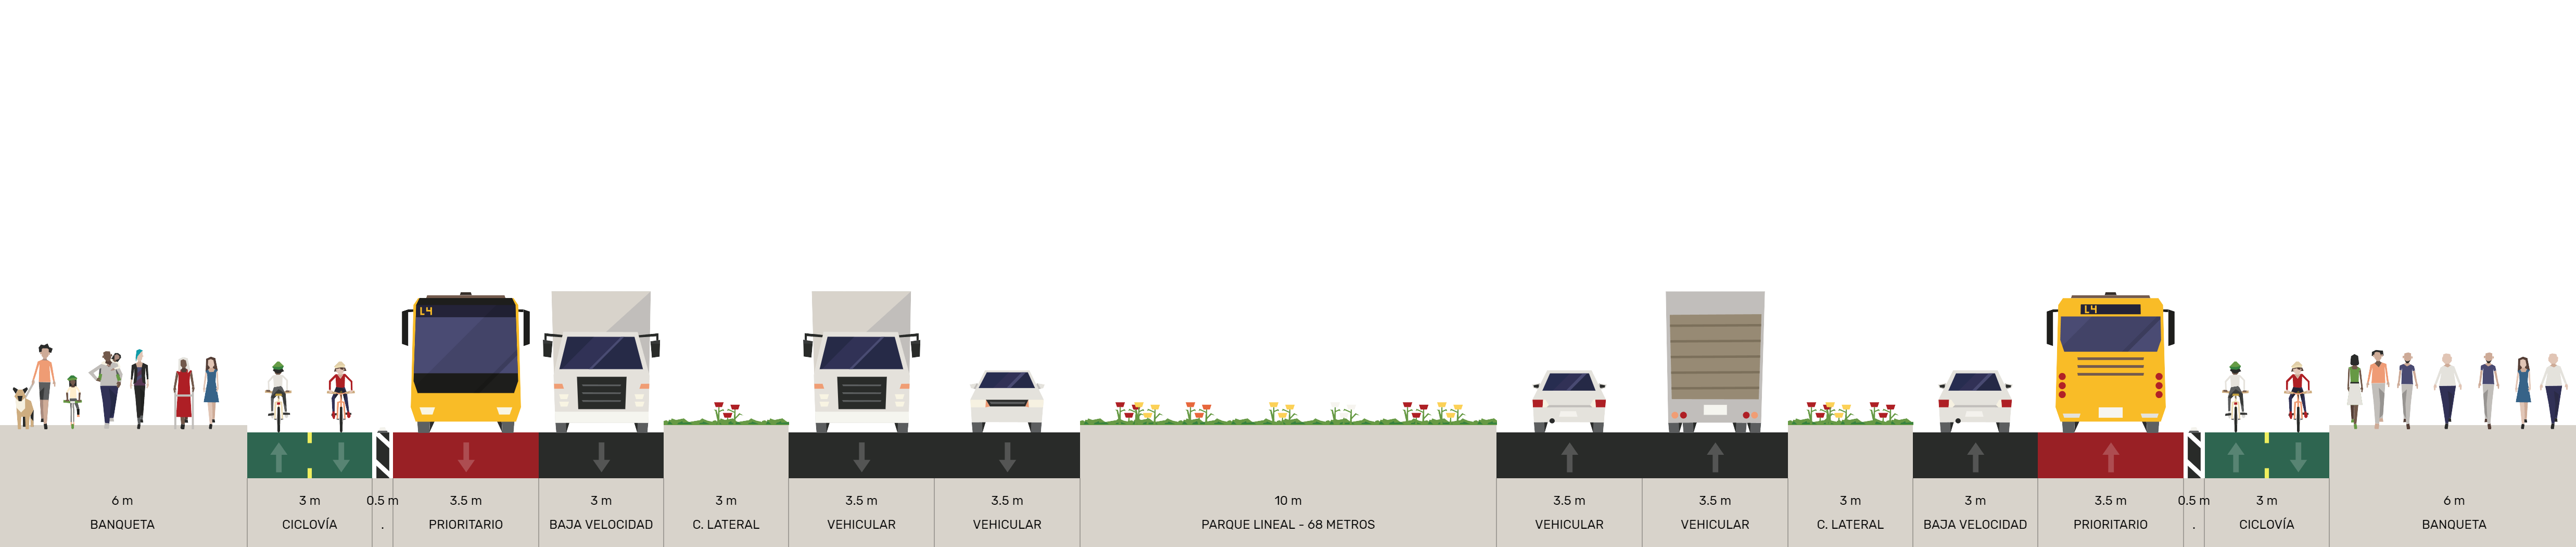 L4
L4
6 m
3 m
0.5 m
3.5 m
3 m
3 m
3.5 m
3.5 m
10 m
3.5 m
3.5 m
3 m
3 m
3.5 m
0.5 m
3 m
6 m
BANQUETA
CICLOVÍA
.
PRIORITARIO
BAJA VELOCIDAD
C. LATERAL
VEHICULAR
VEHICULAR
PARQUE LINEAL - 68 METROS
VEHICULAR
VEHICULAR
C. LATERAL
BAJA VELOCIDAD
PRIORITARIO
.
CICLOVÍA
BANQUETA